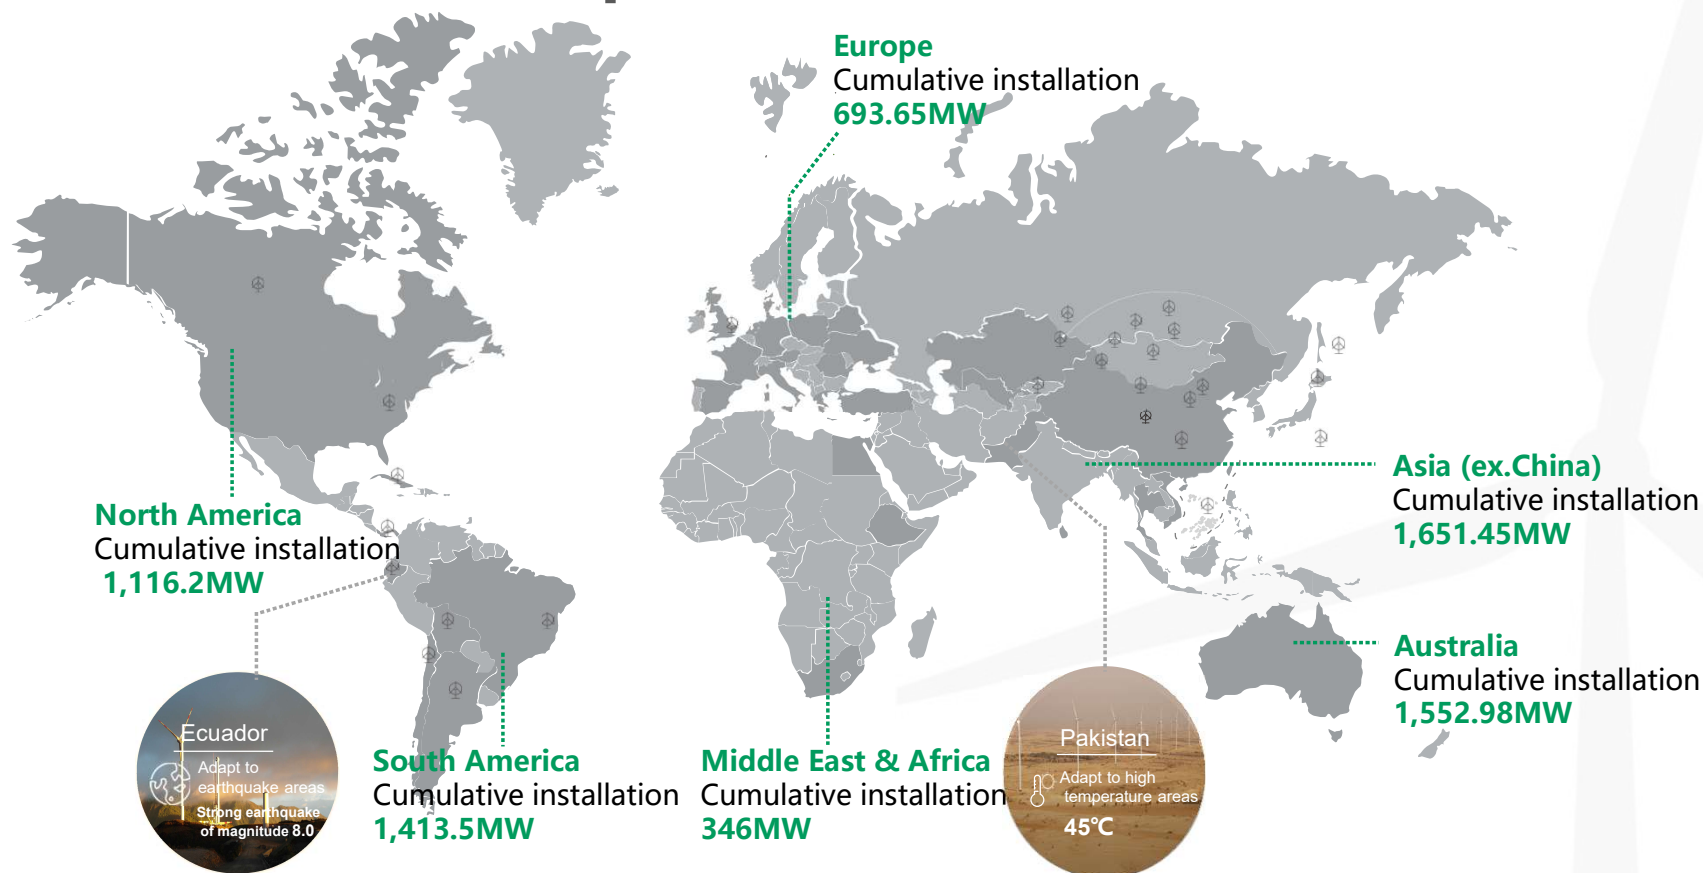 Europe
Cumulative installation
693.65MW
North America
Cumulative installation
1,116.2MW
Asia (ex.China)
Cumulative installation
1,651.45MW
Australia
Cumulative installation
1,552.98MW
South America
Cumulative installation
1,413.5MW
Middle East & Africa
Cumulative installation
346MW
Ecuador
Adapt to
earthquake areas
Strong earthquake
of magnitude 8.0
Pakistan
Adapt to high
temperature areas
45℃